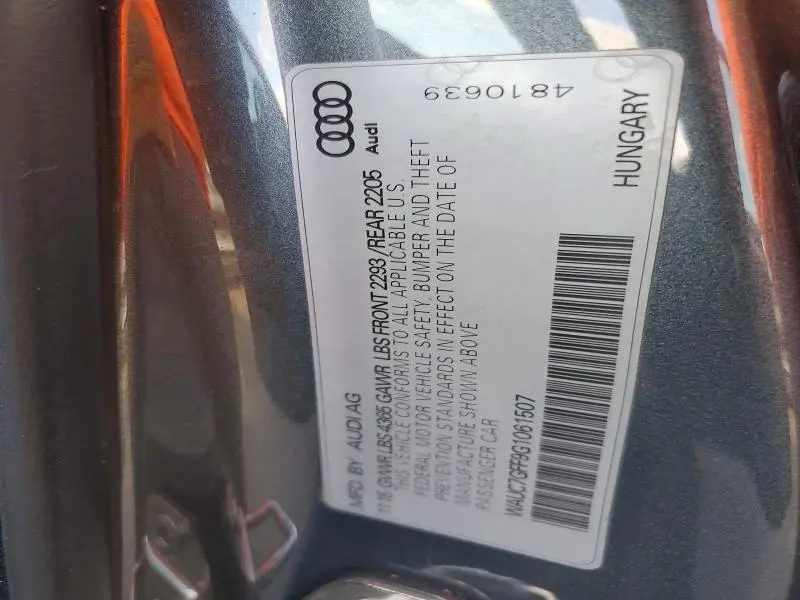 Audi
MFD BY AUDI AG
11.15 GVWR LBS 4365 GAWR LBS FRONT 2293 / REAR 2205
THIS VEHICLE CONFORMS TO ALL APPLICABLE U.S.
FEDERAL MOTOR VEHICLE SAFETY, BUMPER AND THEFT
PREVENTION STANDARDS IN EFFECT ON THE DATE OF
MANUFACTURE SHOWN ABOVE
PASSENGER CAR
WAUC7GFF9G1061507
4810639
HUNGARY